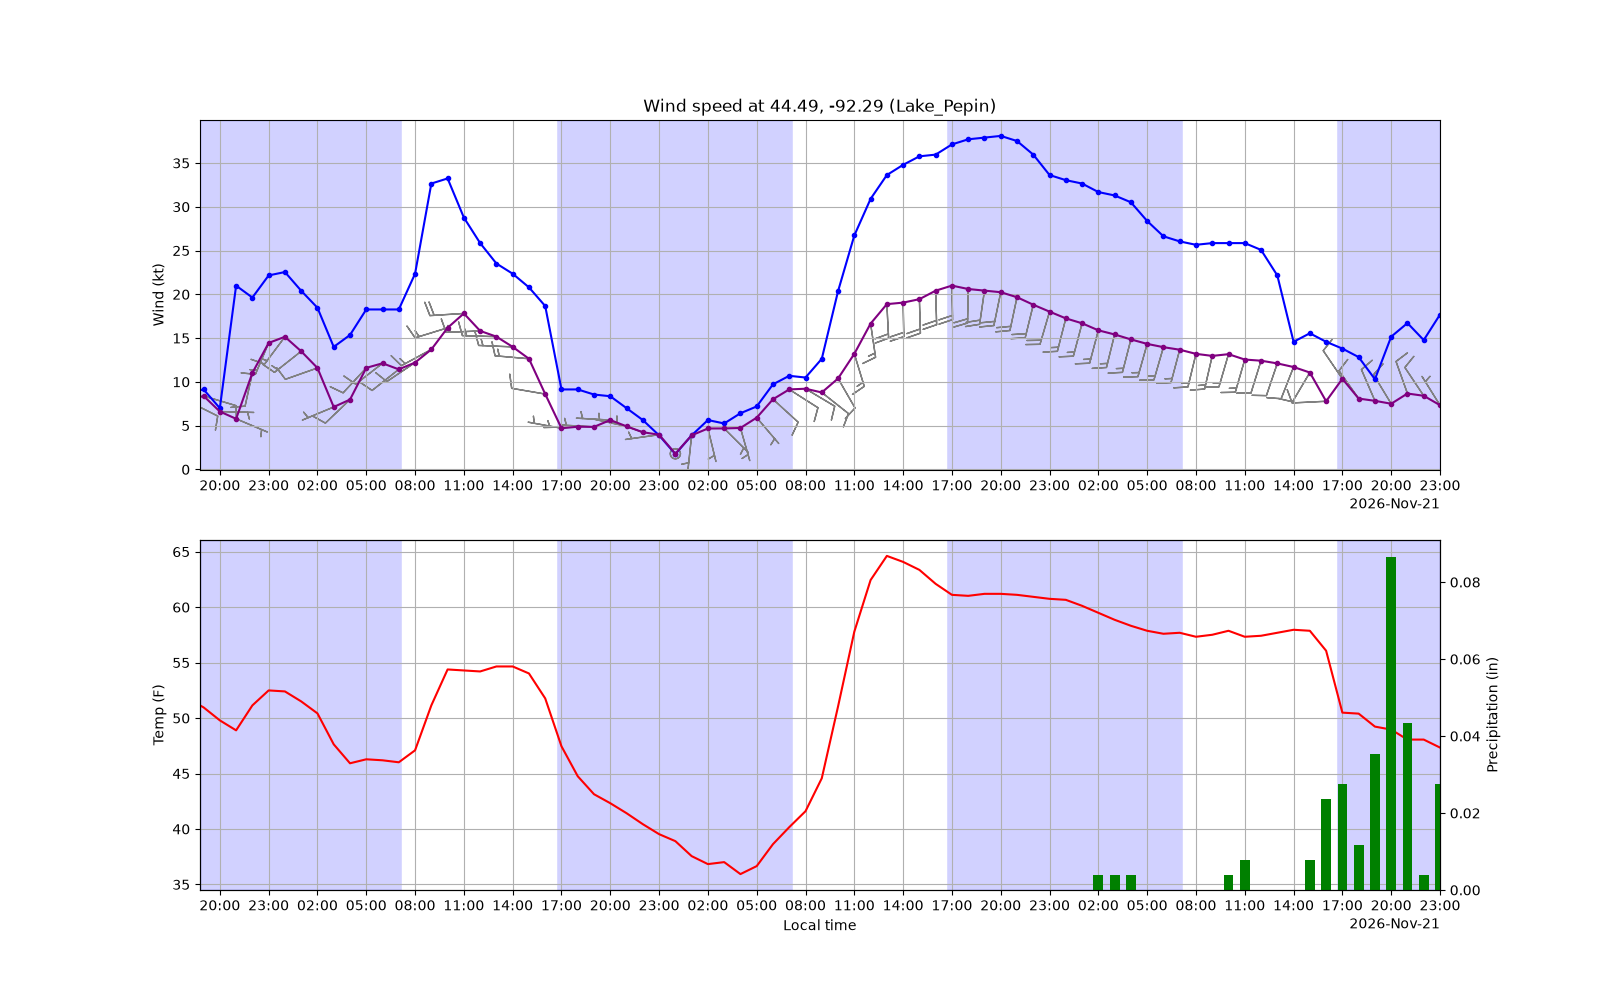 Wind speed at 44.49, -92.29 (Lake_Pepin)
Wind (kt)
35
30
25
20
15
10
5
0
20:00 23:00 02:00 05:00 08:00 11:00 14:00 17:00 20:00 23:00 02:00 05:00 08:00 11:00 14:00 17:00 20:00 23:00 02:00 05:00 08:00 11:00 14:00 17:00 20:00 23:00
2026-Nov-21
Temp (F)
65
60
55
50
45
40
35
Precipitation (in)
0.08
0.06
0.04
0.02
0.00
20:00 23:00 02:00 05:00 08:00 11:00 14:00 17:00 20:00 23:00 02:00 05:00 08:00 11:00 14:00 17:00 20:00 23:00 02:00 05:00 08:00 11:00 14:00 17:00 20:00 23:00
Local time
2026-Nov-21